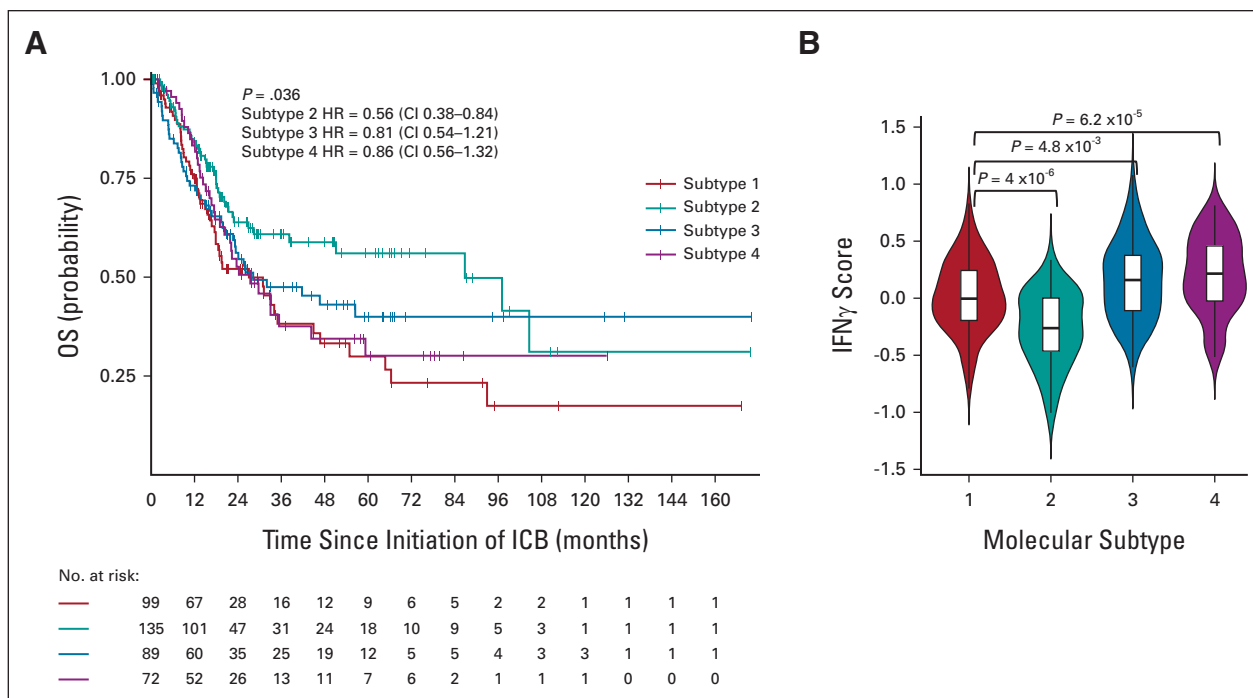 A
B
OS (probability)
1.00
0.75
0.50
0.25
P = .036
Subtype 2 HR = 0.56 (CI 0.38–0.84)
Subtype 3 HR = 0.81 (CI 0.54–1.21)
Subtype 4 HR = 0.86 (CI 0.56–1.32)
Subtype 1
Subtype 2
Subtype 3
Subtype 4
0 12 24 36 48 60 72 84 96 108 120 132 144 160
Time Since Initiation of ICB (months)
No. at risk:
99 67 28 16 12 9 6 5 2 2 1 1 1 1
135 101 47 31 24 18 10 9 5 3 1 1 1 1
89 60 35 25 19 12 5 5 4 3 3 1 1 1
72 52 26 13 11 7 6 2 1 1 1 0 0 0
IFNγ Score
1.5
1.0
0.5
0.0
-0.5
-1.0
-1.5
P = 6.2 x10-5
P = 4.8 x10-3
P = 4 x10-6
1 2 3 4
Molecular Subtype